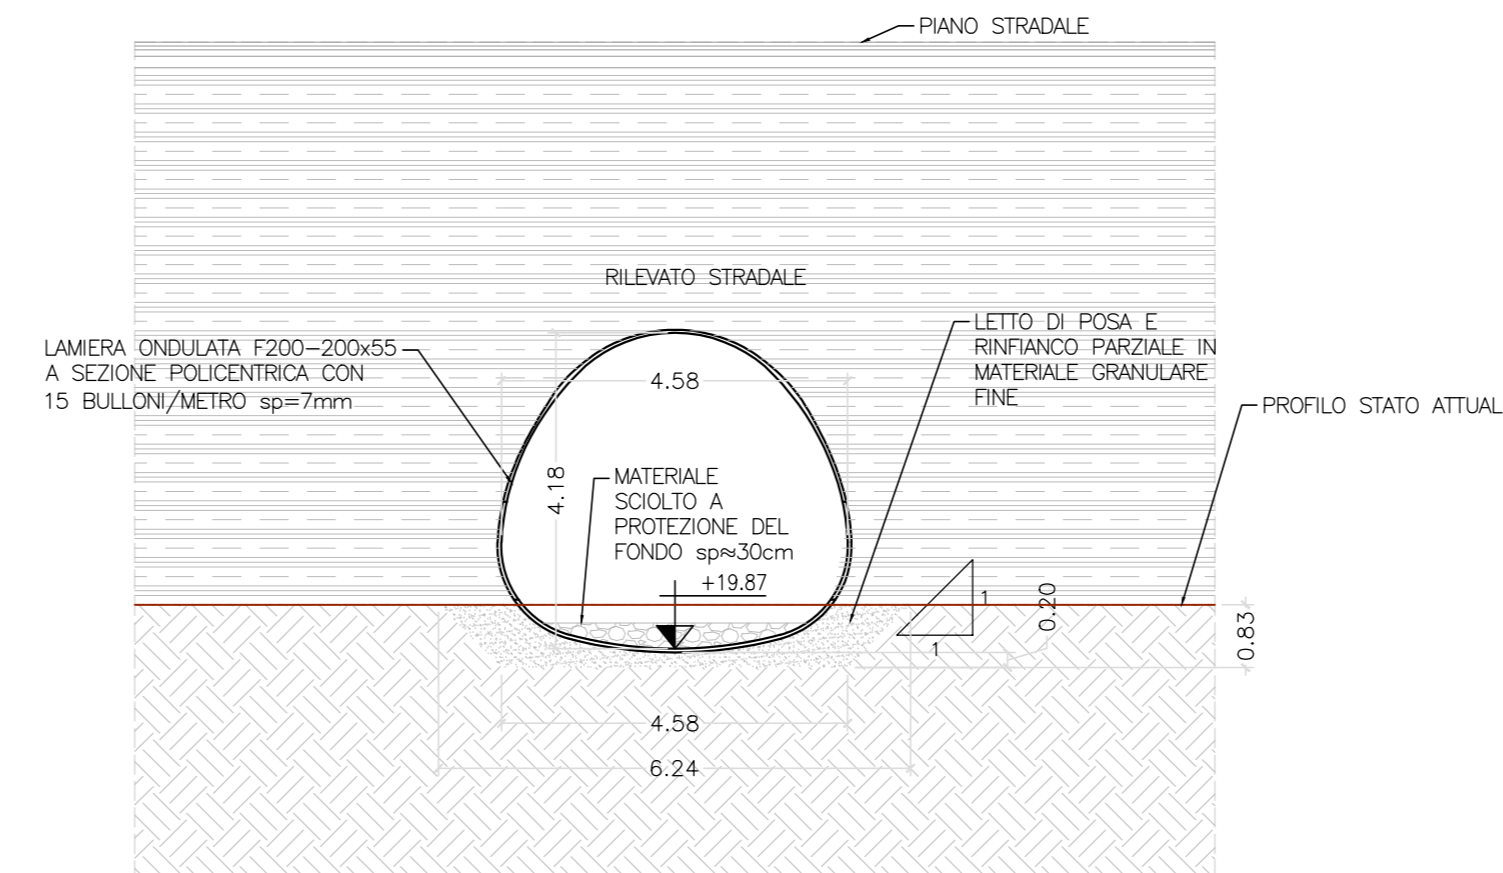 PIANO STRADALE
RILEVATO STRADALE
LAMIERA ONDULATA F200-200x55
A SEZIONE POLICENTRICA CON
15 BULLONI/METRO sp=7mm
4.58
LETTO DI POSA E
RINFIANCO PARZIALE IN
MATERIALE GRANULARE
FINE
PROFILO STATO ATTUAL
4.18
MATERIALE
SCIOLTO A
PROTEZIONE DEL
FONDO sp≈30cm
+19.87
1
1
0.20
0.83
4.58
6.24